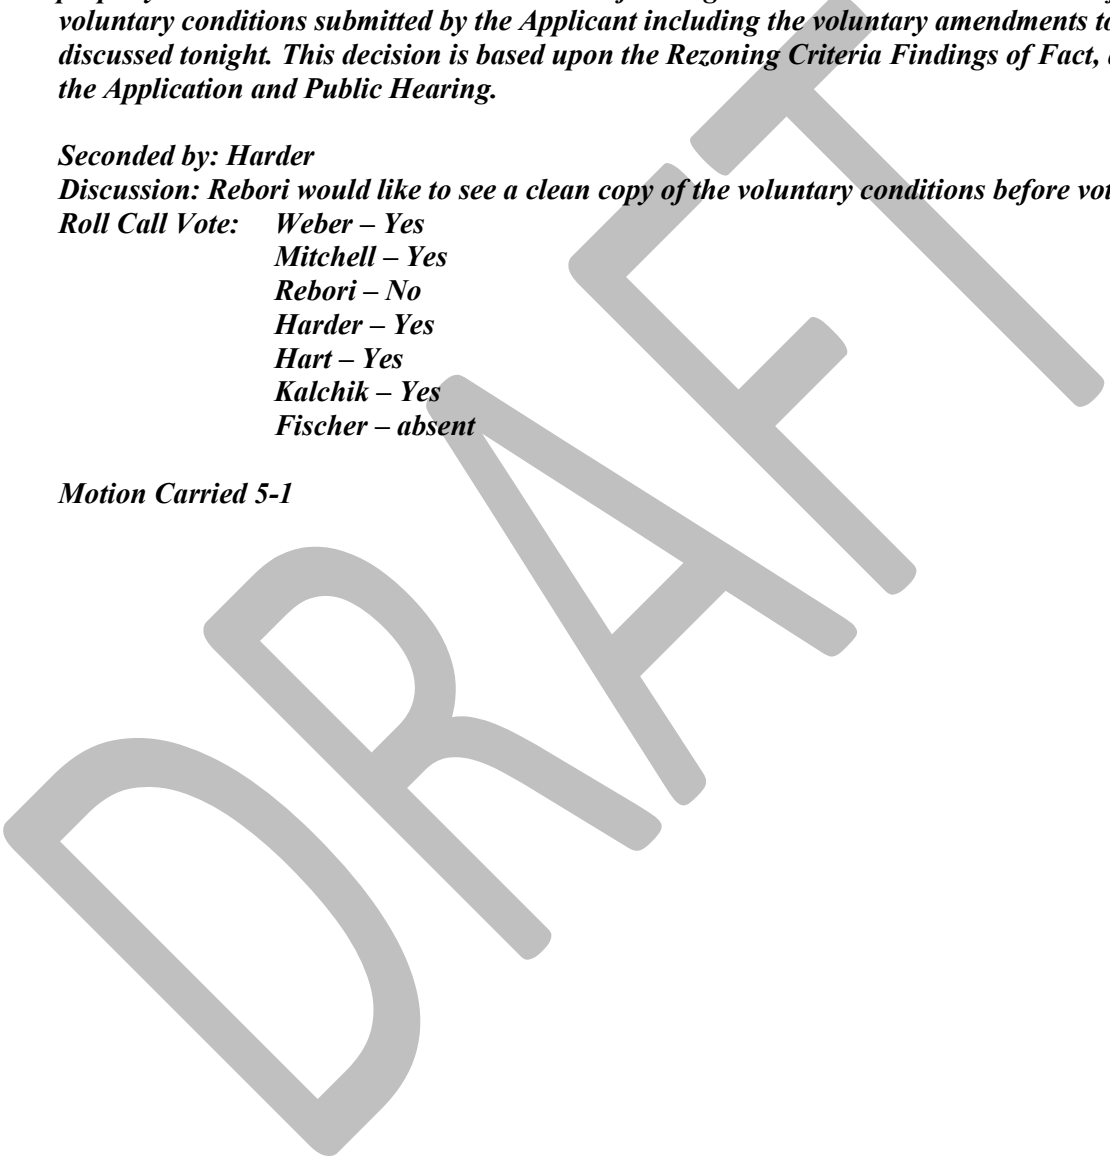 voluntary conditions submitted by the Applicant including the voluntary amendments to
discussed tonight. This decision is based upon the Rezoning Criteria Findings of Fact,
the Application and Public Hearing.
Seconded by: Harder
Discussion: Rebori would like to see a clean copy of the voluntary conditions before vo
Roll Call Vote: Weber – Yes
Mitchell – Yes
Rebori – No
Harder – Yes
Hart – Yes
Kalchik – Yes
Fischer – absent
Motion Carried 5-1
DRAFT